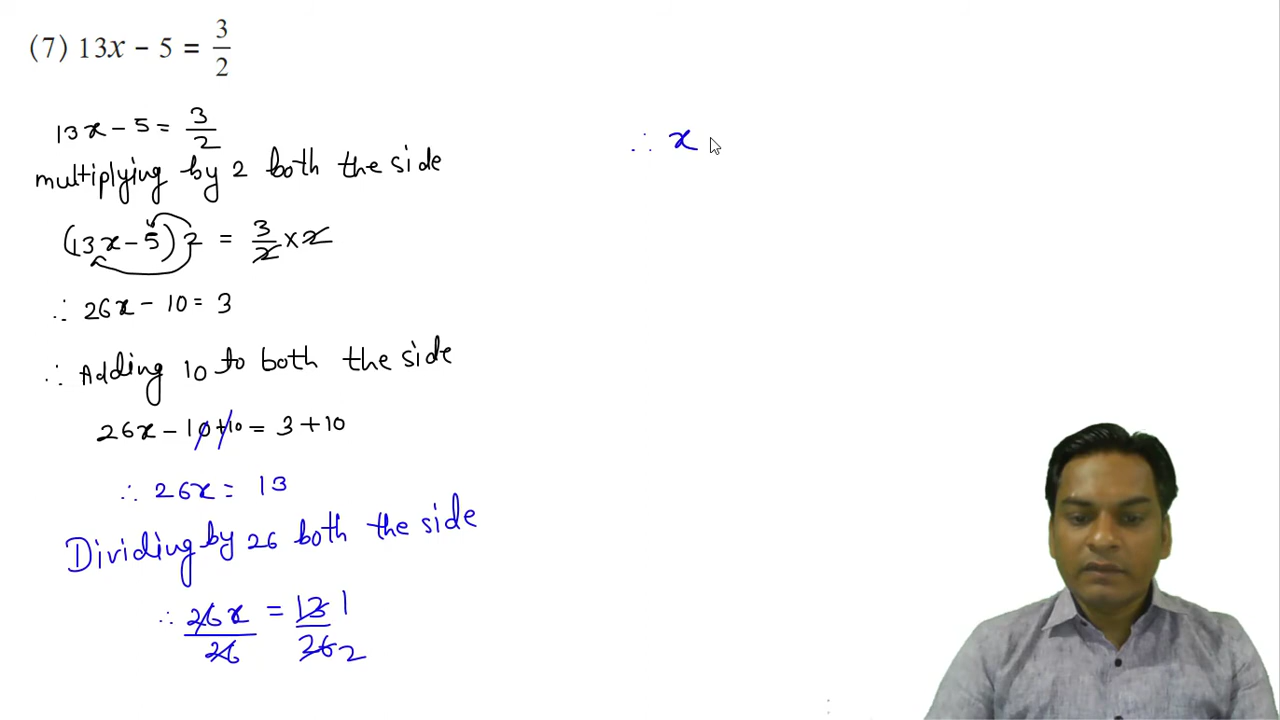 (7) 13x − 5 = 3/2
13x − 5 = 3/2
multiplying by 2 both the side
(13x − 5) 2 = 3/2 × 2
∴ 26x − 10 = 3
∴ Adding 10 to both the side
26x − 10 + 10 = 3 + 10
∴ 26x = 13
Dividing by 26 both the side
∴ 26x/26 = 13/26 1 2
∴ x